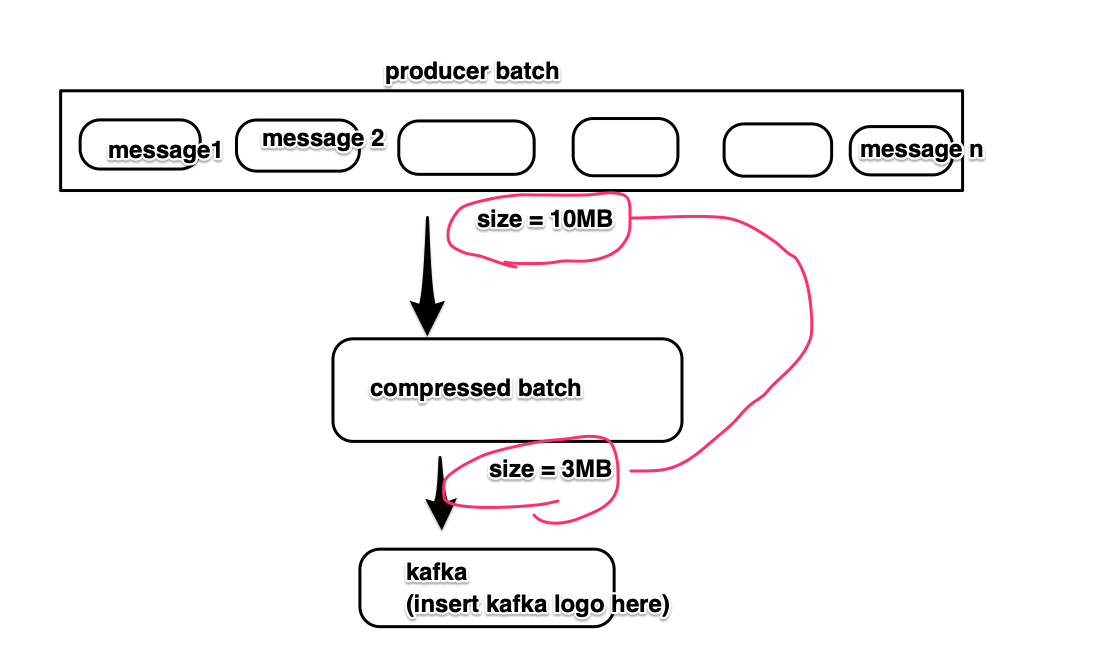 producer batch
message1
message 2
message n
size = 10MB
compressed batch
size = 3MB
kafka
(insert kafka logo here)